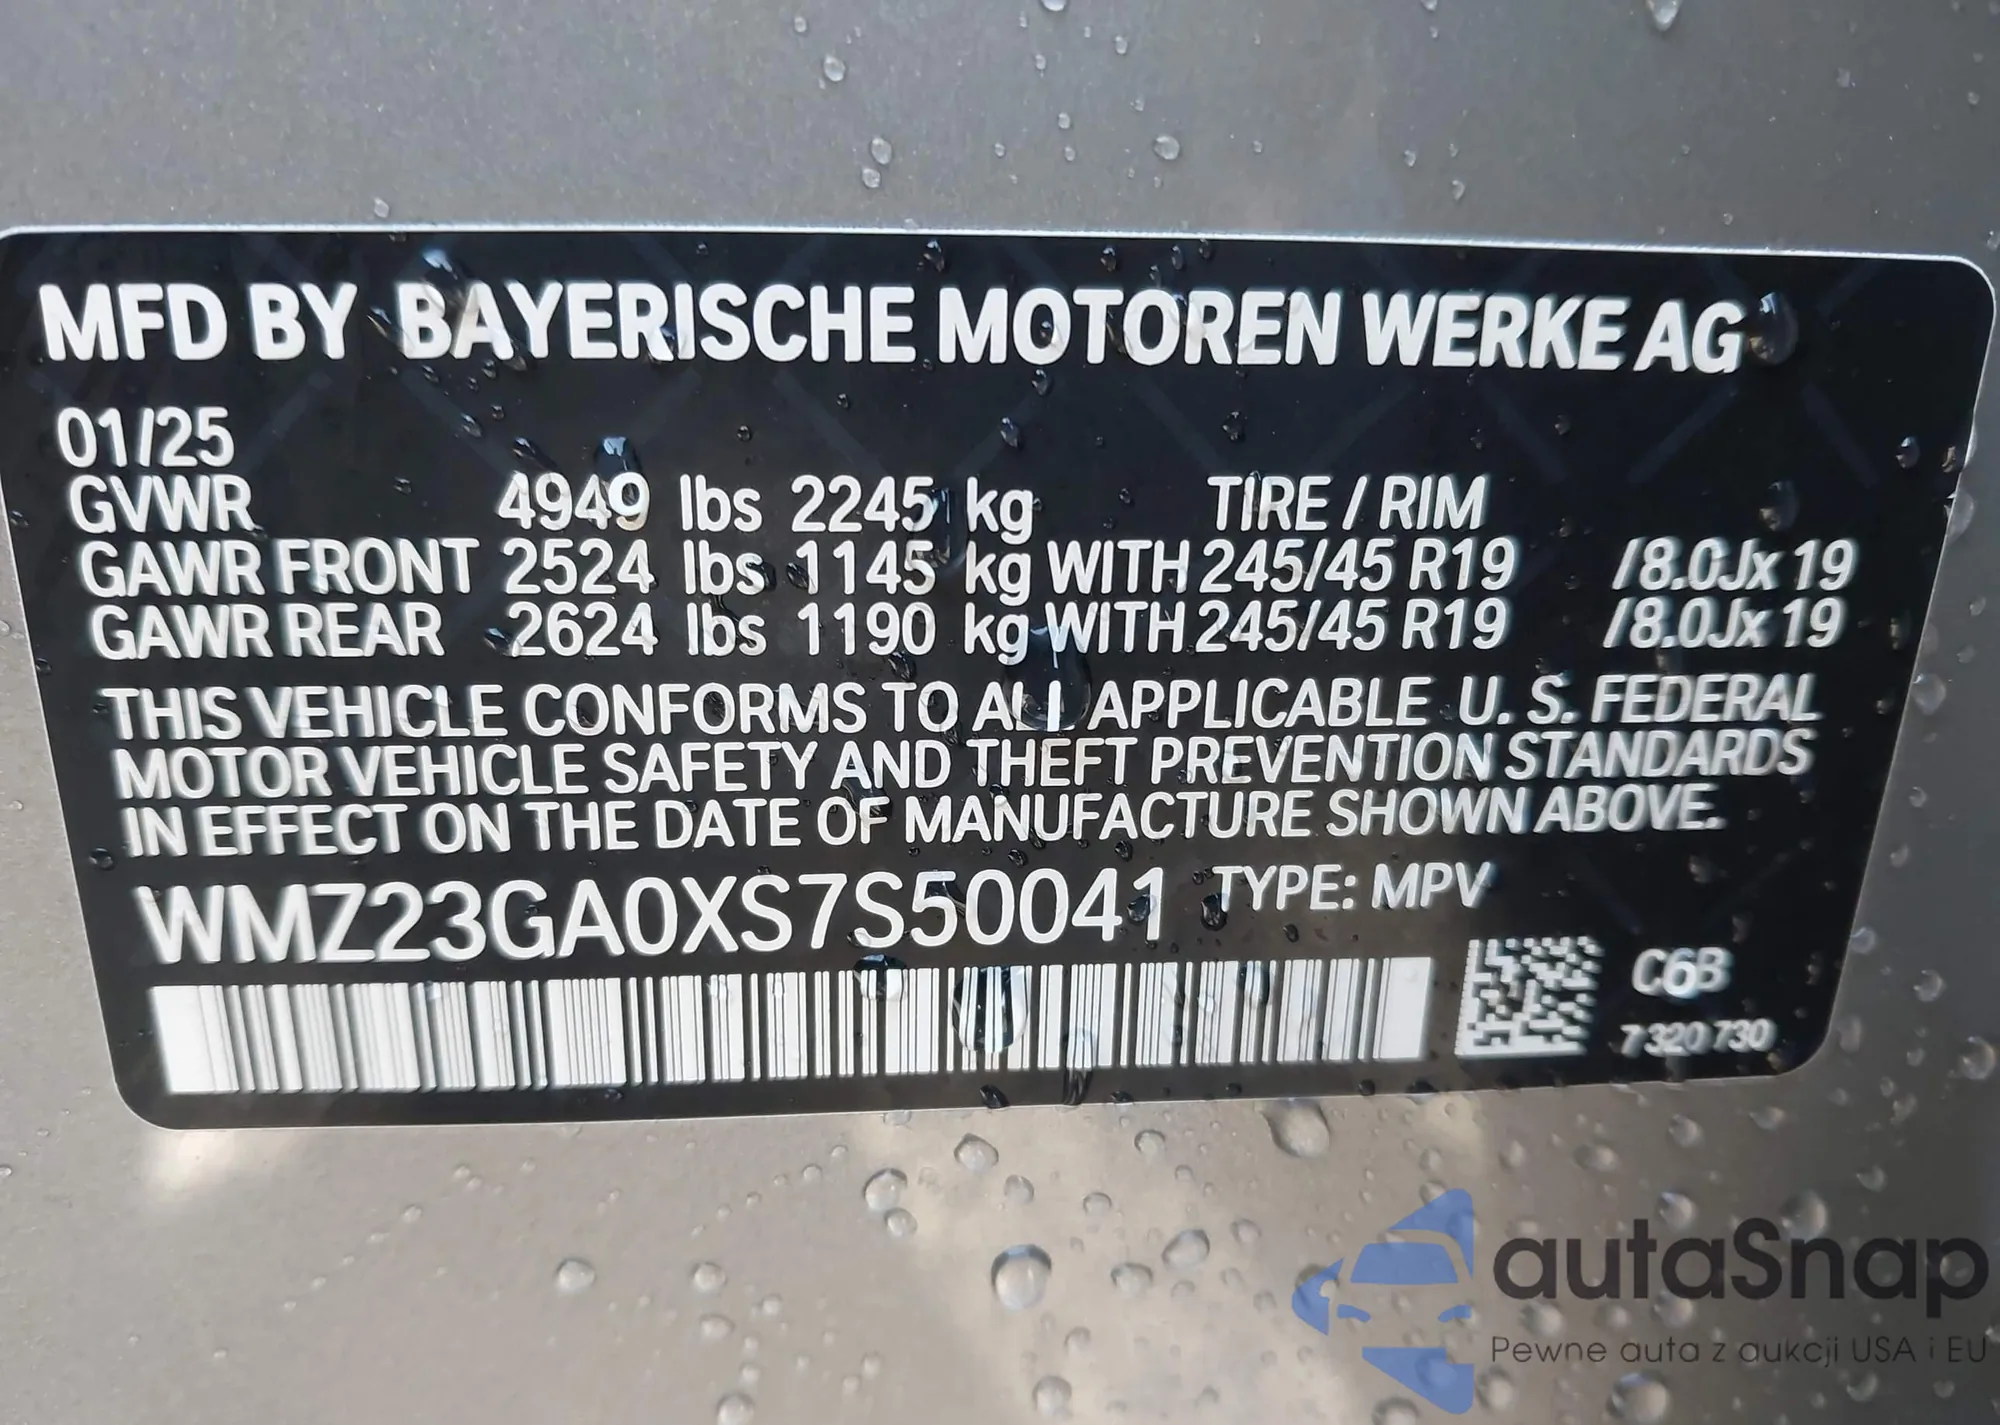 MFD BY BAYERISCHE MOTOREN WERKE AG
01/25
GVWR 4949 lbs 2245 kg TIRE / RIM
GAWR FRONT 2524 lbs 1145 kg WITH 245/45 R19 /8.0Jx 19
GAWR REAR 2624 lbs 1190 kg WITH 245/45 R19 /8.0Jx 19
THIS VEHICLE CONFORMS TO ALL APPLICABLE U. S. FEDERAL
MOTOR VEHICLE SAFETY AND THEFT PREVENTION STANDARDS
IN EFFECT ON THE DATE OF MANUFACTURE SHOWN ABOVE.
WMZ23GA0XS7S50041 TYPE: MPV
C6B
7 320 730
autaSnap
Pewne auta z aukcji USA i EU